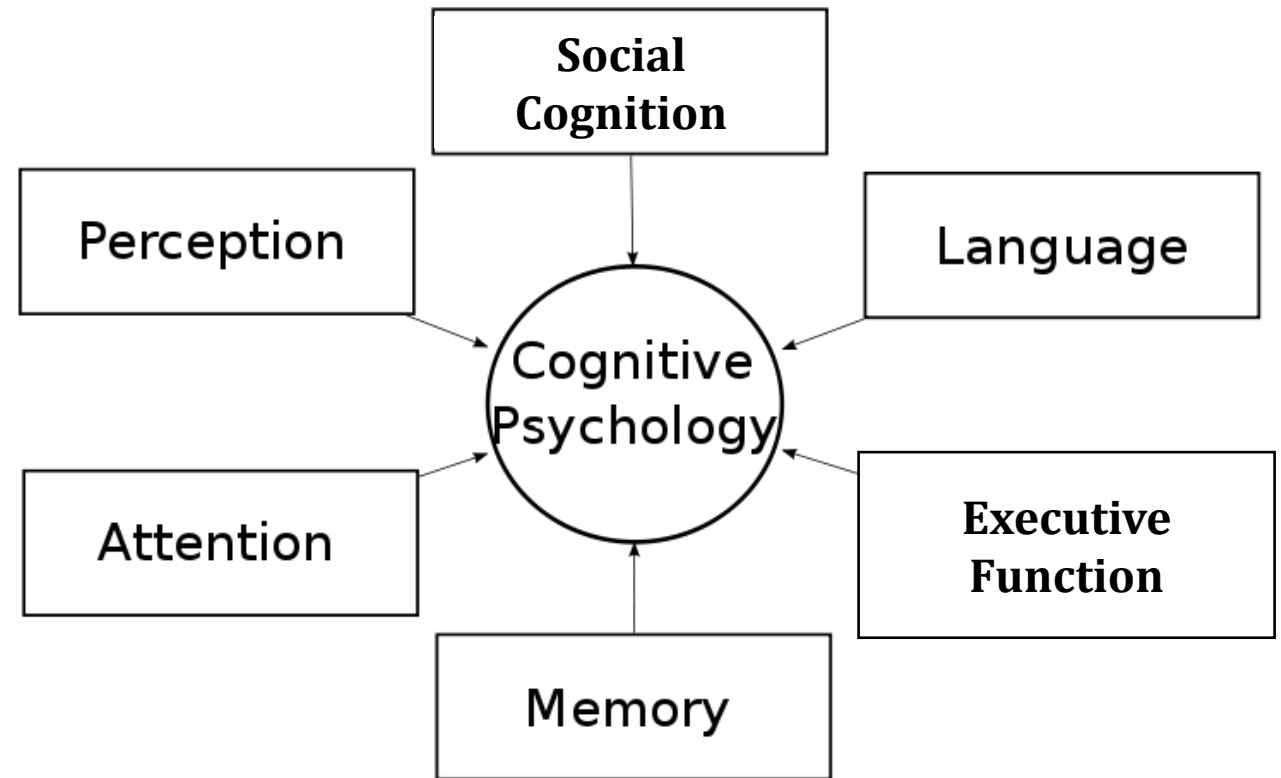 Social
Cognition
Perception
Language
Cognitive
Psychology
Attention
Executive
Function
Memory